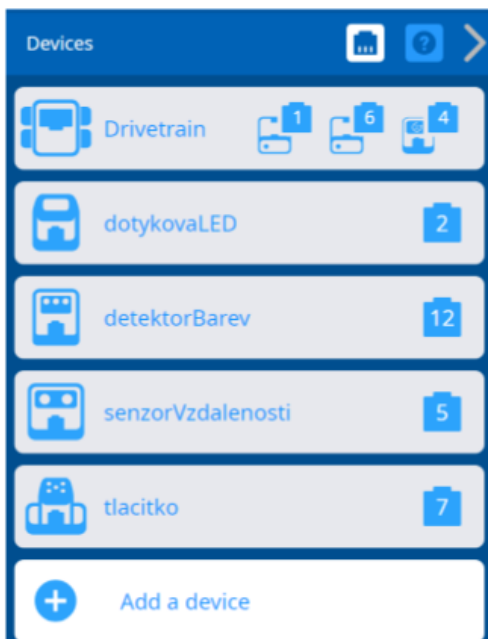 Devices ?
Drivetrain 1 6 4
dotykovaLED 2
detektorBarev 12
senzorVzdalenosti 5
tlacitko 7
Add a device